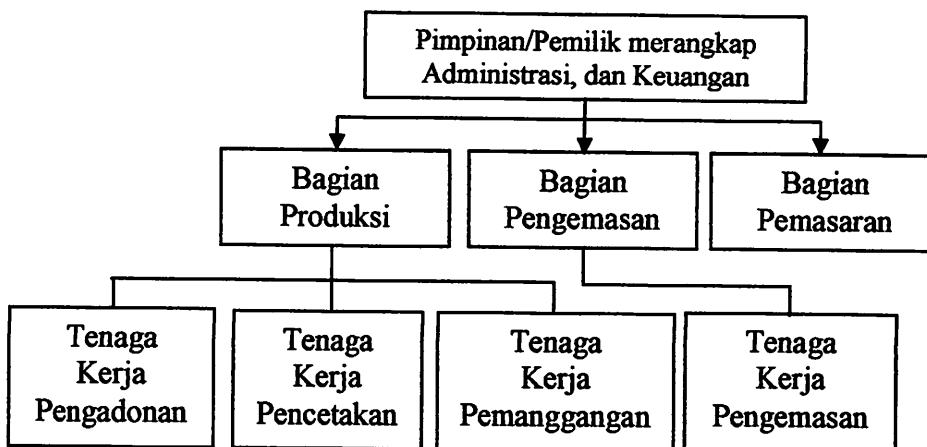 Pimpinan/Pemilik merangkap
Administrasi, dan Keuangan
Bagian
Produksi
Bagian
Pengemasan
Bagian
Pemasaran
Tenaga
Kerja
Pengadonan
Tenaga
Kerja
Pencetakan
Tenaga
Kerja
Pemanggangan
Tenaga
Kerja
Pengemasan